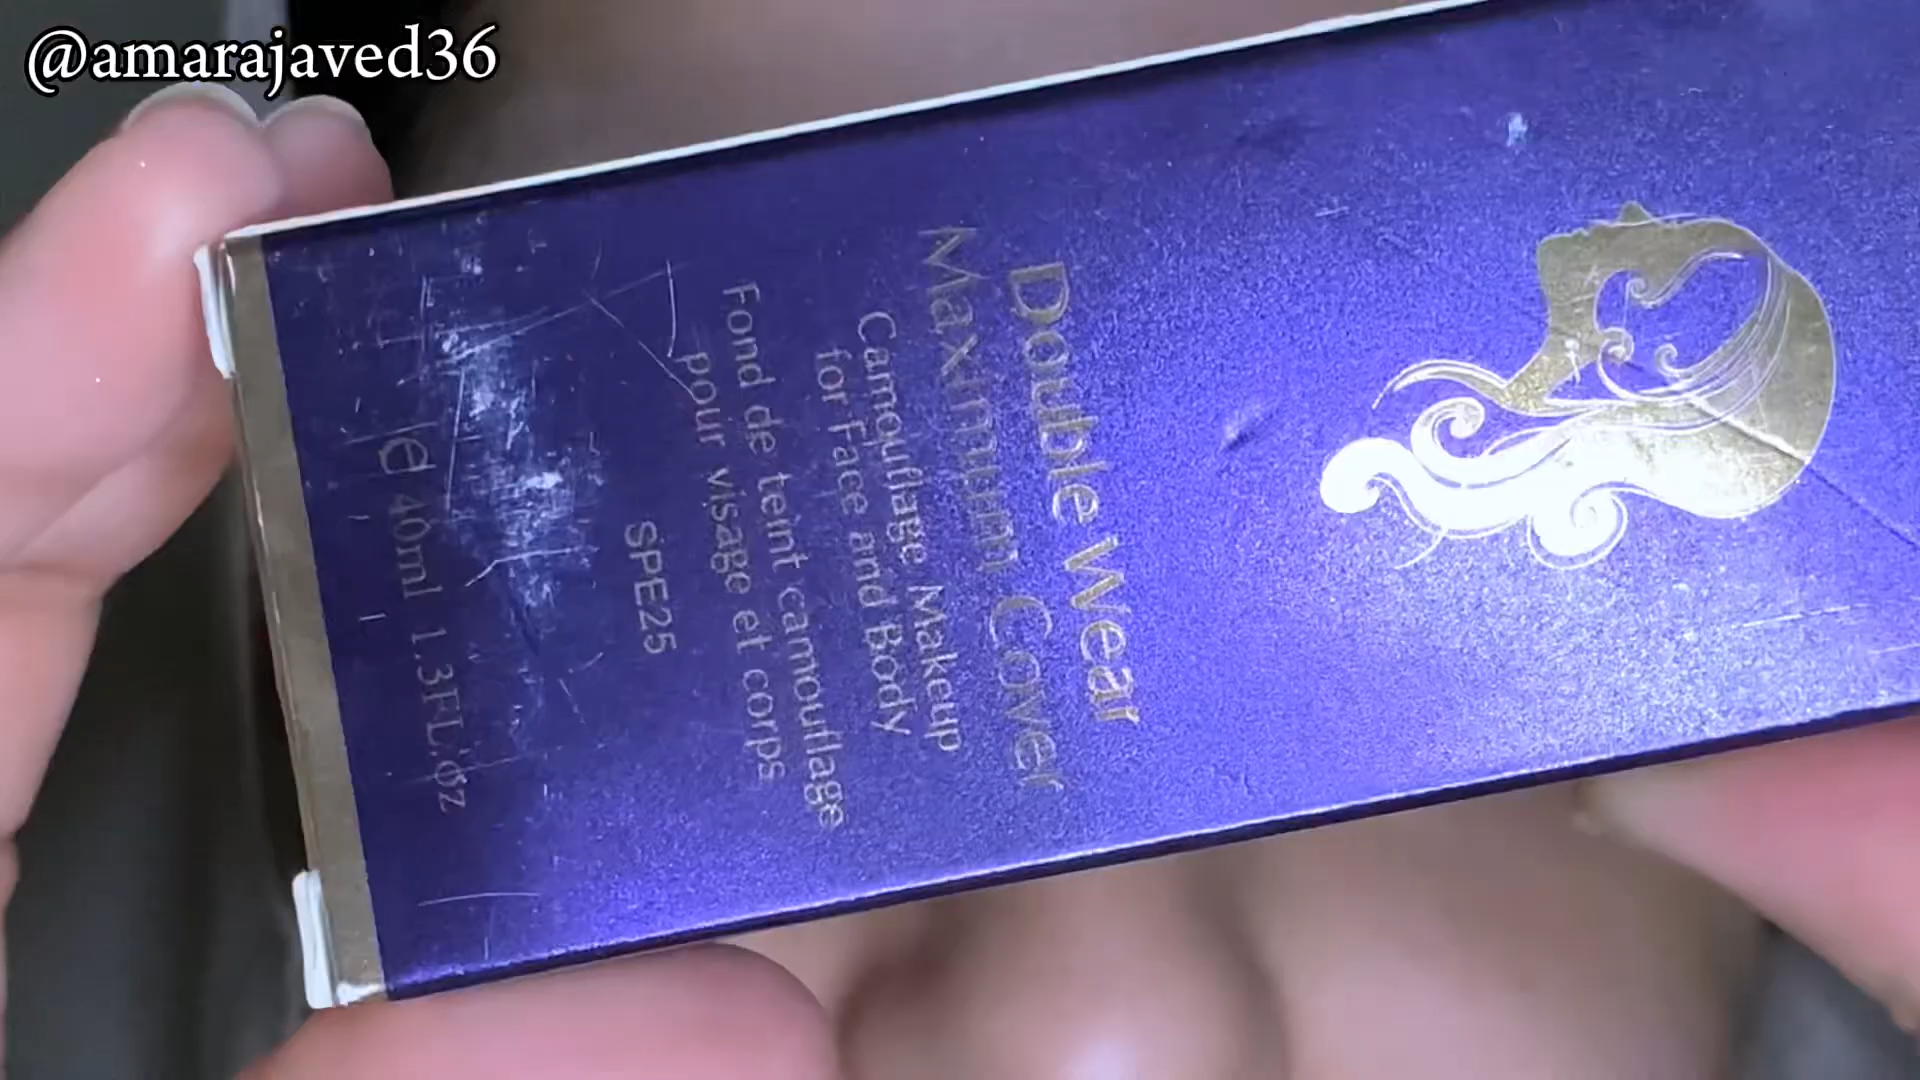 @amarajaved36
Double Wear
Maximum Cover
Camouflage Makeup
for Face and Body
Fond de teint camouflage
pour visage et corps
SPE25
e 40ml 1.3FL.oz